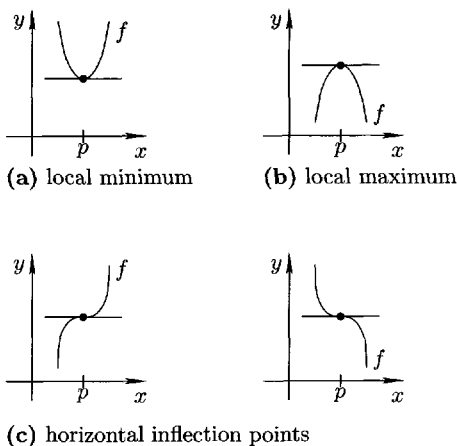 y
f
p
x
(a) local minimum
y
f
p
x
(b) local maximum
y
f
p
x
y
f
p
x
(c) horizontal inflection points